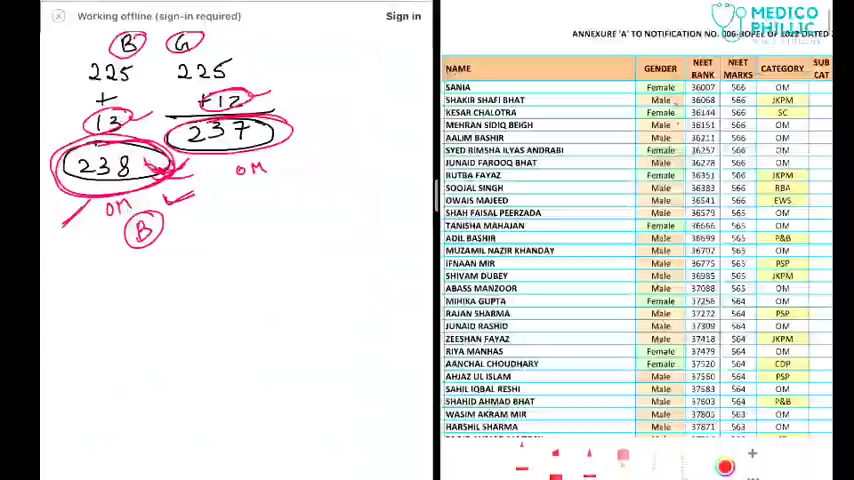 Working offline (sign-in required) Sign in
B G
225 225
+ +12
13 237
238 OM
OM
B
MEDICO
PHILLIC
ANNEXURE 'A' TO NOTIFICATION NO. 006-BOPEE OF 2022 DATED
NAME GENDER NEET RANK NEET MARKS CATEGORY SUB CAT
SANIA Female 36007 566 OM
SHAKIR SHAFI BHAT Male 36068 566 JKPM
KESAR CHALOTRA Female 36144 566 SC
MEHRAN SIDIQ BEIGH Male 36151 566 OM
AALIM BASHIR Male 36211 566 OM
SYED RIMSHA ILYAS ANDRABI Female 36257 566 OM
JUNAID FAROOQ BHAT Male 36278 566 OM
RUTBA FAYAZ Female 36351 566 JKPM
SOOJAL SINGH Male 36383 566 RBA
OWAIS MAJEED Male 36541 566 EWS
SHAH FAISAL PEERZADA Male 36579 565 OM
TANISHA MAHAJAN Female 36666 565 OM
ADIL BASHIR Male 36699 565 P&B
MUZAMIL NAZIR KHANDAY Male 36702 565 OM
IFNAAN MIR Male 36775 565 PSP
SHIVAM DUBEY Male 36985 565 JKPM
ABASS MANZOOR Male 37088 565 OM
MIHIKA GUPTA Female 37256 564 OM
RAJAN SHARMA Male 37272 564 PSP
JUNAID RASHID Male 37309 564 OM
ZEESHAN FAYAZ Male 37418 564 JKPM
RIYA MANHAS Female 37479 564 OM
AANCHAL CHOUDHARY Female 37520 564 CDP
AHJAZ UL ISLAM Male 37560 564 PSP
SAHIL IQBAL RESHI Male 37583 564 OM
SHAHID AHMAD BHAT Male 37603 564 P&B
WASIM AKRAM MIR Male 37805 563 OM
HARSHIL SHARMA Male 37871 563 OM